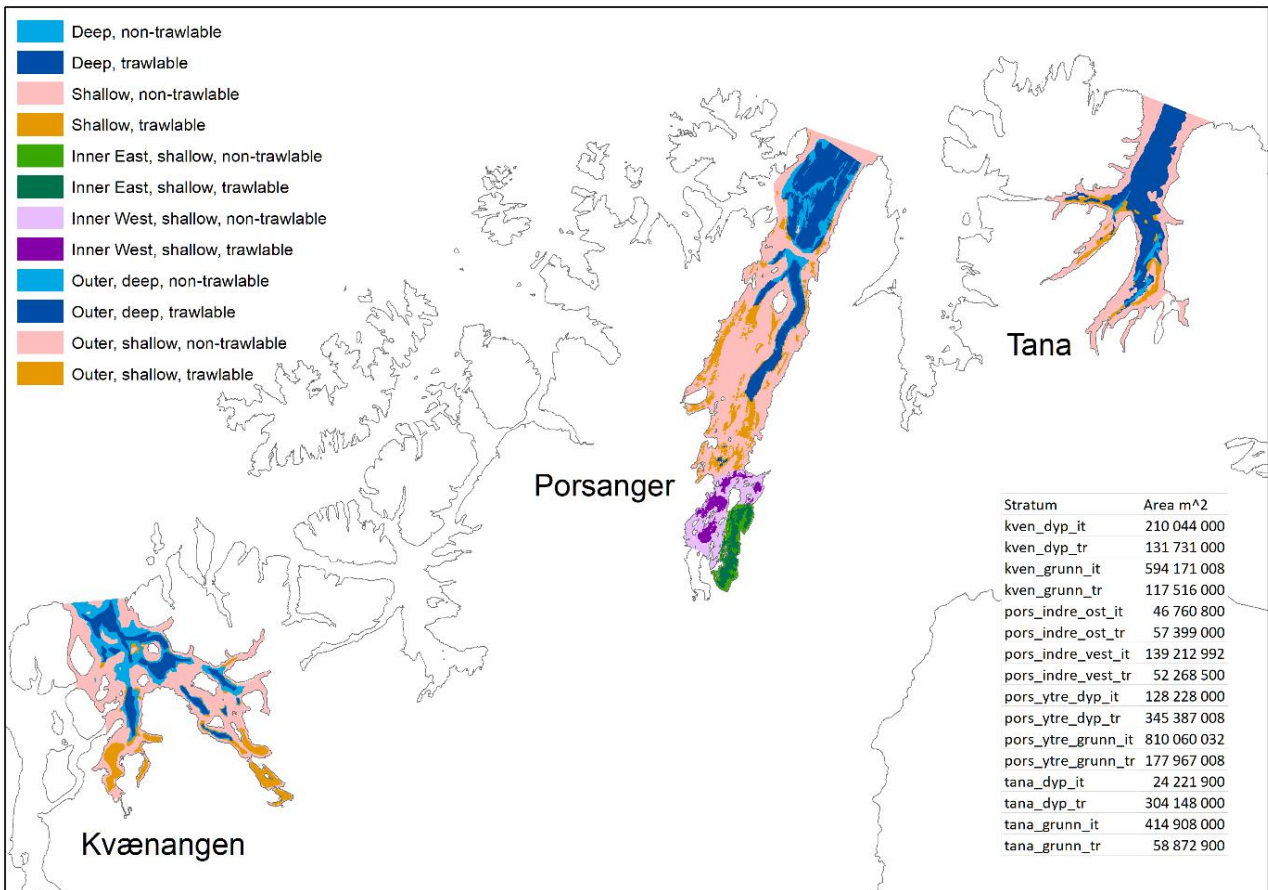 Deep, non-trawlable
Deep, trawlable
Shallow, non-trawlable
Shallow, trawlable
Inner East, shallow, non-trawlable
Inner East, shallow, trawlable
Inner West, shallow, non-trawlable
Inner West, shallow, trawlable
Outer, deep, non-trawlable
Outer, deep, trawlable
Outer, shallow, non-trawlable
Outer, shallow, trawlable
Tana
Porsanger
Kvænangen
Stratum Area m^2
kven_dyp_it 210 044 000
kven_dyp_tr 131 731 000
kven_grunn_it 594 171 008
kven_grunn_tr 117 516 000
pors_indre_ost_it 46 760 800
pors_indre_ost_tr 57 399 000
pors_indre_vest_it 139 212 992
pors_indre_vest_tr 52 268 500
pors_ytre_dyp_it 128 228 000
pors_ytre_dyp_tr 345 387 008
pors_ytre_grunn_it 810 060 032
pors_ytre_grunn_tr 177 967 008
tana_dyp_it 24 221 900
tana_dyp_tr 304 148 000
tana_grunn_it 414 908 000
tana_grunn_tr 58 872 900